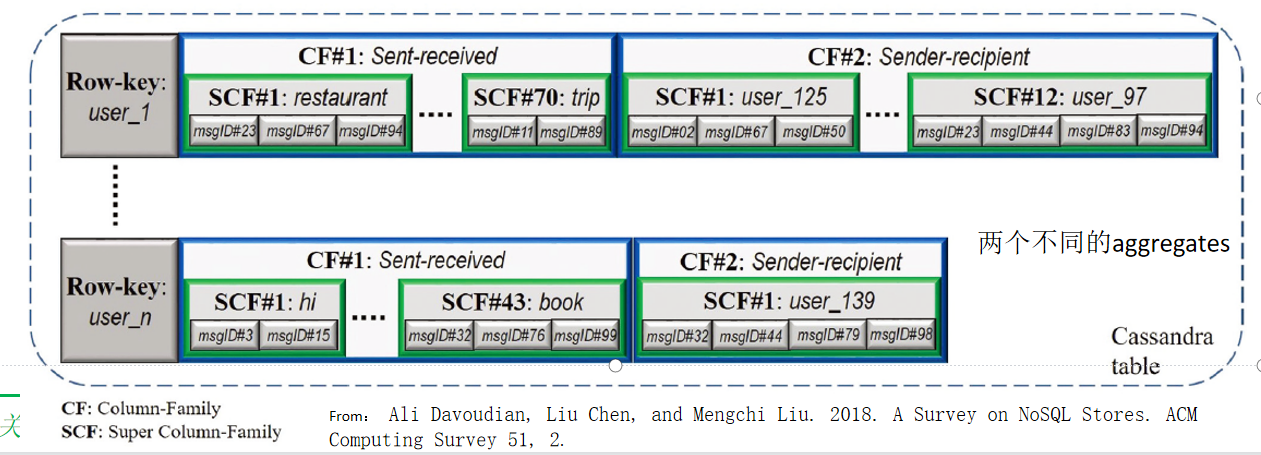 CF#1: Sent-received
CF#2: Sender-recipient
Row-key:
user_1
SCF#1: restaurant
SCF#70: trip
SCF#1: user_125
SCF#12: user_97
msgID#23 msgID#67 msgID#94
msgID#11 msgID#89
msgID#02 msgID#67 msgID#50
msgID#23 msgID#44 msgID#83 msgID#94
两个不同的aggregates
CF#1: Sent-received
CF#2: Sender-recipient
Row-key:
user_n
SCF#1: hi
SCF#43: book
SCF#1: user_139
msgID#3 msgID#15
msgID#32 msgID#76 msgID#99
msgID#32 msgID#44 msgID#79 msgID#98
Cassandra
table
CF: Column-Family
SCF: Super Column-Family
From: Ali Davoudian, Liu Chen, and Mengchi Liu. 2018. A Survey on NoSQL Stores. ACM
Computing Survey 51, 2.